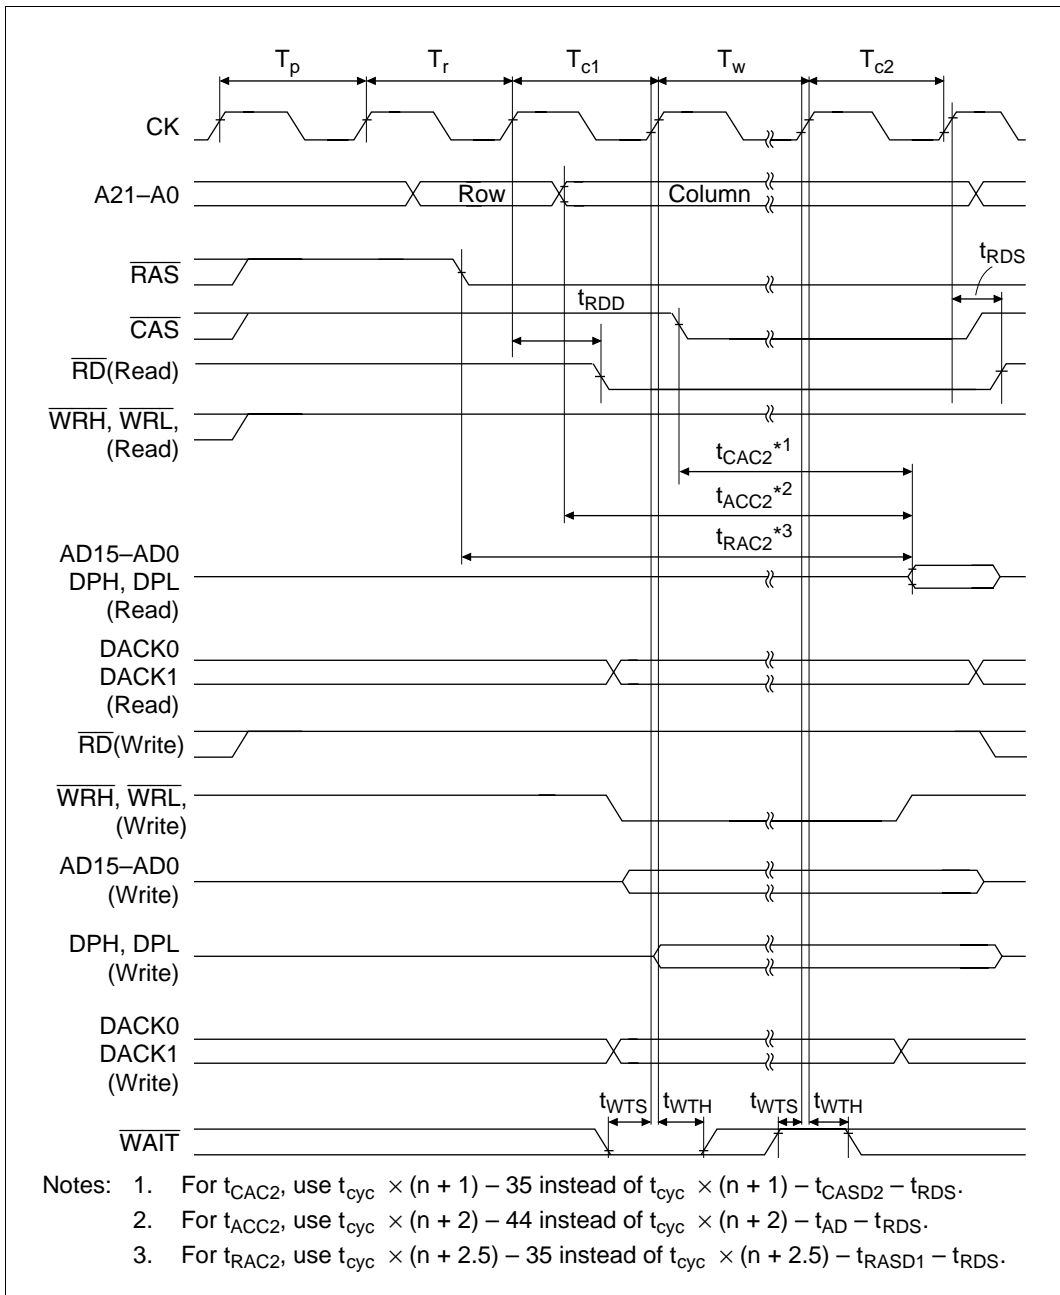 Tp Tr Tc1 Tw Tc2
CK
A21–A0 Row Column
RAS
tRDS
CAS
tRDD
RD(Read)
WRH, WRL,
(Read)
tCAC2*1
tACC2*2
tRAC2*3
AD15–AD0
DPH, DPL
(Read)
DACK0
DACK1
(Read)
RD(Write)
WRH, WRL,
(Write)
AD15–AD0
(Write)
DPH, DPL
(Write)
DACK0
DACK1
(Write)
tWTS tWTH tWTS tWTH
WAIT
Notes: 1. For tCAC2, use tcyc × (n + 1) – 35 instead of tcyc × (n + 1) – tCASD2 – tRDS.
2. For tACC2, use tcyc × (n + 2) – 44 instead of tcyc × (n + 2) – tAD – tRDS.
3. For tRAC2, use tcyc × (n + 2.5) – 35 instead of tcyc × (n + 2.5) – tRASD1 – tRDS.